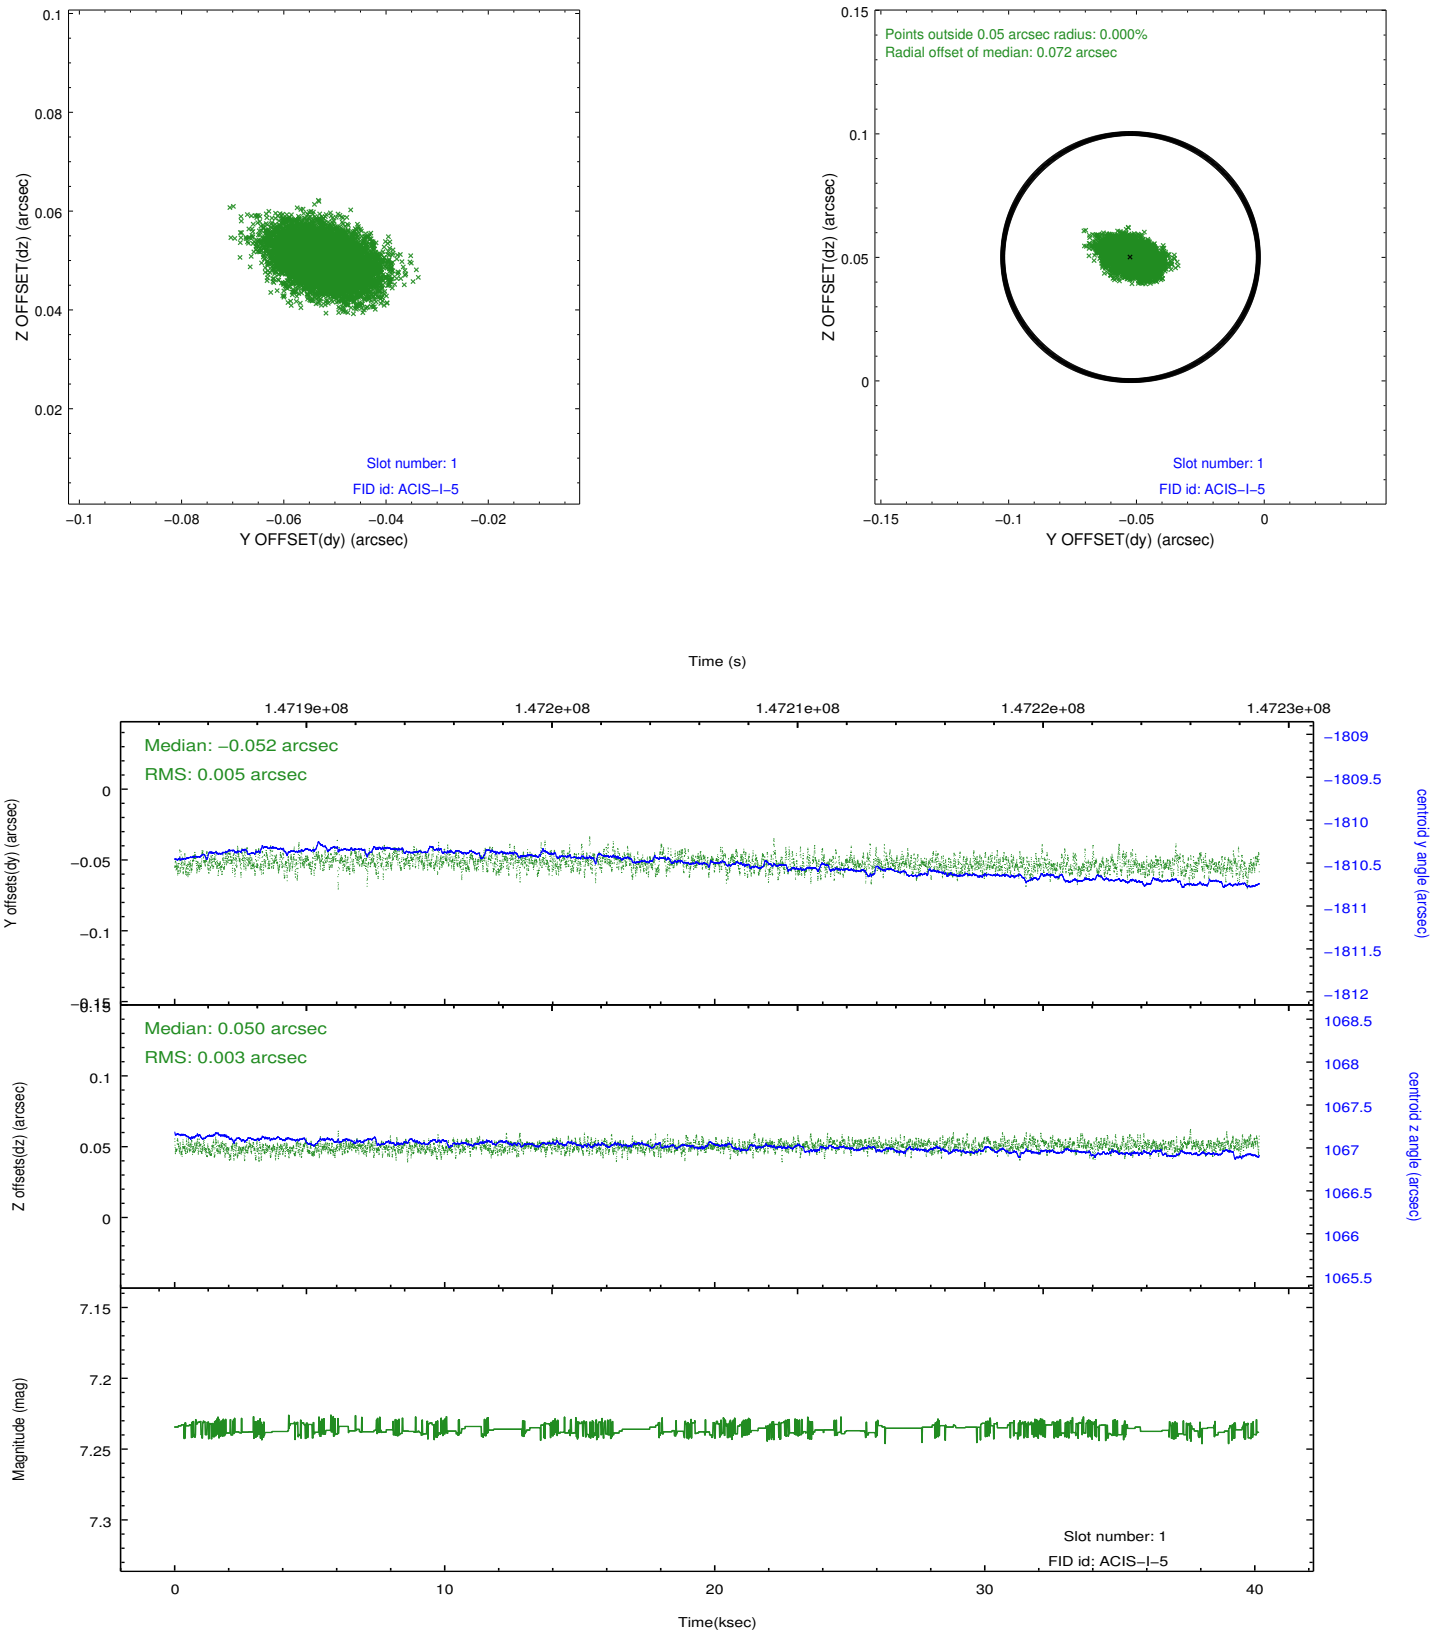 0.1
0.08
0.06
0.04
0.02
Z OFFSET(dz) (arcsec)
Slot number: 1
FID id: ACIS−I−5
−0.1 −0.08 −0.06 −0.04 −0.02
Y OFFSET(dy) (arcsec)
0.15
0.1
0.05
0
Z OFFSET(dz) (arcsec)
Points outside 0.05 arcsec radius: 0.000%
Radial offset of median: 0.072 arcsec
Slot number: 1
FID id: ACIS−I−5
−0.15 −0.1 −0.05 0
Y OFFSET(dy) (arcsec)
Time (s)
1.4719e+08 1.472e+08 1.4721e+08 1.4722e+08 1.4723e+08
Median: −0.052 arcsec
RMS: 0.005 arcsec
0
−0.05
−0.1
−0.15
Y offsets(dy) (arcsec)
−1809
−1809.5
−1810
−1810.5
−1811
−1811.5
−1812
centroid y angle (arcsec)
Median: 0.050 arcsec
RMS: 0.003 arcsec
0.15
0.1
0.05
0
Z offsets(dz) (arcsec)
1068.5
1068
1067.5
1067
1066.5
1066
1065.5
centroid z angle (arcsec)
7.15
7.2
7.25
7.3
Magnitude (mag)
Slot number: 1
FID id: ACIS−I−5
0 10 20 30 40
Time(ksec)